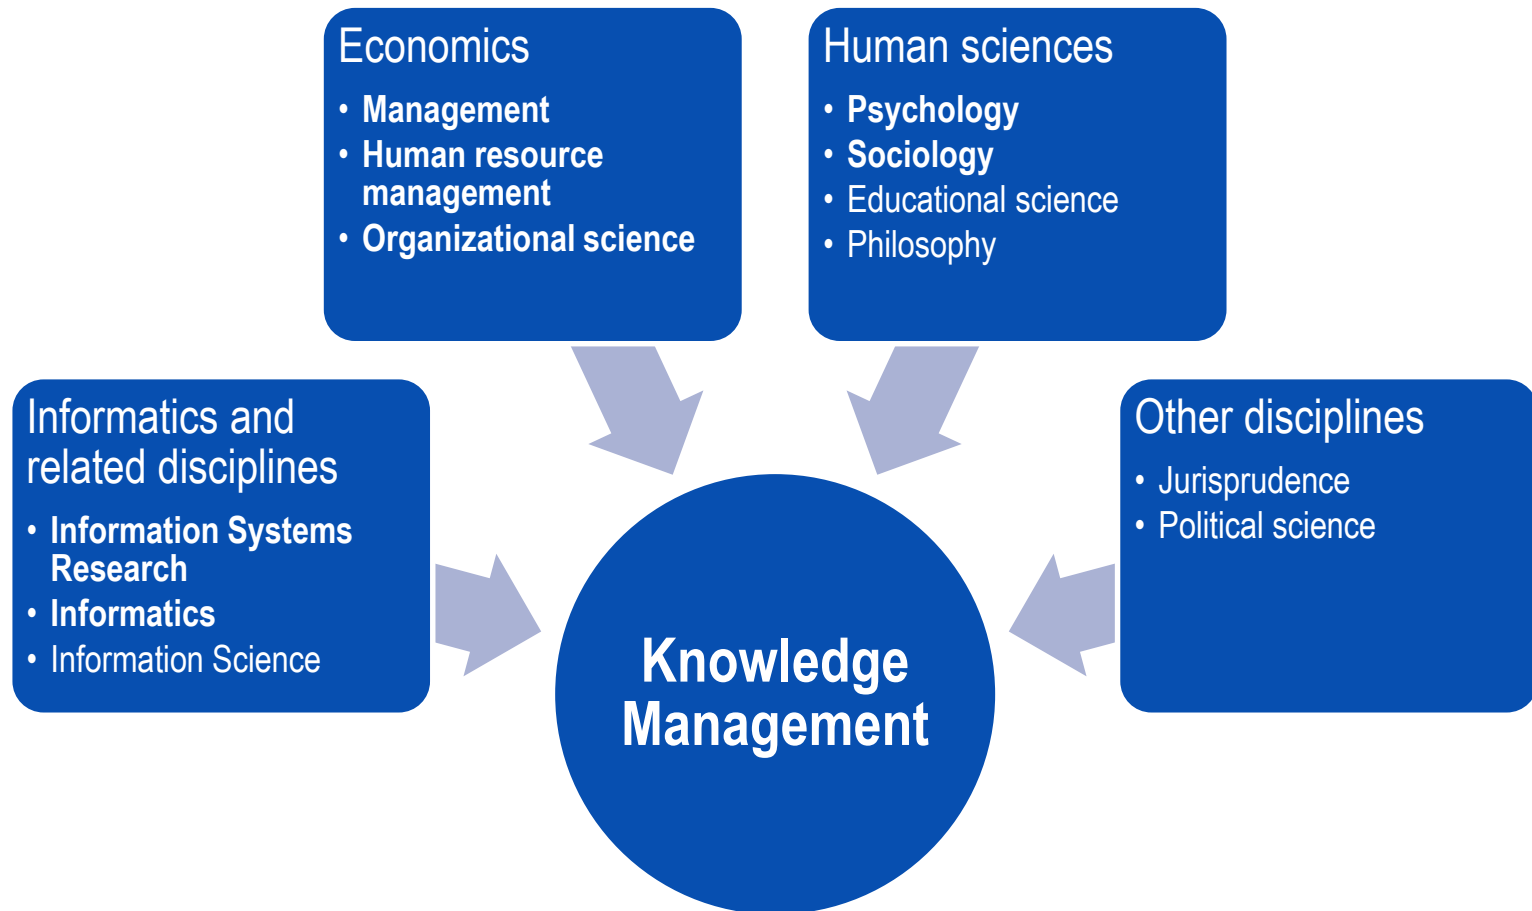 Economics
• Management
• Human resource
management
• Organizational science
Human sciences
• Psychology
• Sociology
• Educational science
• Philosophy
Informatics and
related disciplines
• Information Systems
Research
• Informatics
• Information Science
Other disciplines
• Jurisprudence
• Political science
Knowledge
Management